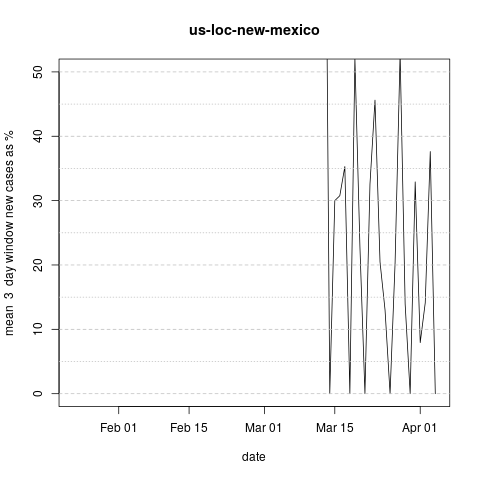 us-loc-new-mexico
mean 3 day window new cases as %
50
40
30
20
10
0
Feb 01 Feb 15 Mar 01 Mar 15 Apr 01
date